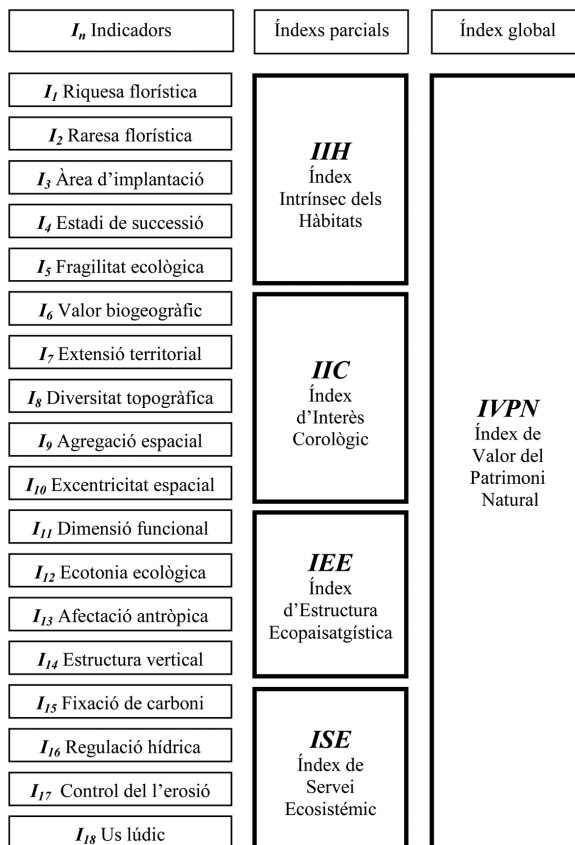 In Indicadors
Índexs parcials
Índex global
I1 Riquesa florística
I2 Raresa florística
I3 Àrea d’implantació
I4 Estadi de successió
I5 Fragilitat ecològica
I6 Valor biogeogràfic
I7 Extensió territorial
I8 Diversitat topogràfica
I9 Agregació espacial
I10 Excentricitat espacial
I11 Dimensió funcional
I12 Ecotonia ecològica
I13 Afectació antròpica
I14 Estructura vertical
I15 Fixació de carboni
I16 Regulació hídrica
I17 Control del l’erosió
I18 Us lúdic
IIH
Índex
Intrínsec dels
Hàbitats
IIC
Índex
d’Interès
Corològic
IEE
Índex
d’Estructura
Ecopaisatgística
ISE
Índex de
Servei
Ecosistémic
IVPN
Índex de
Valor del
Patrimoni
Natural